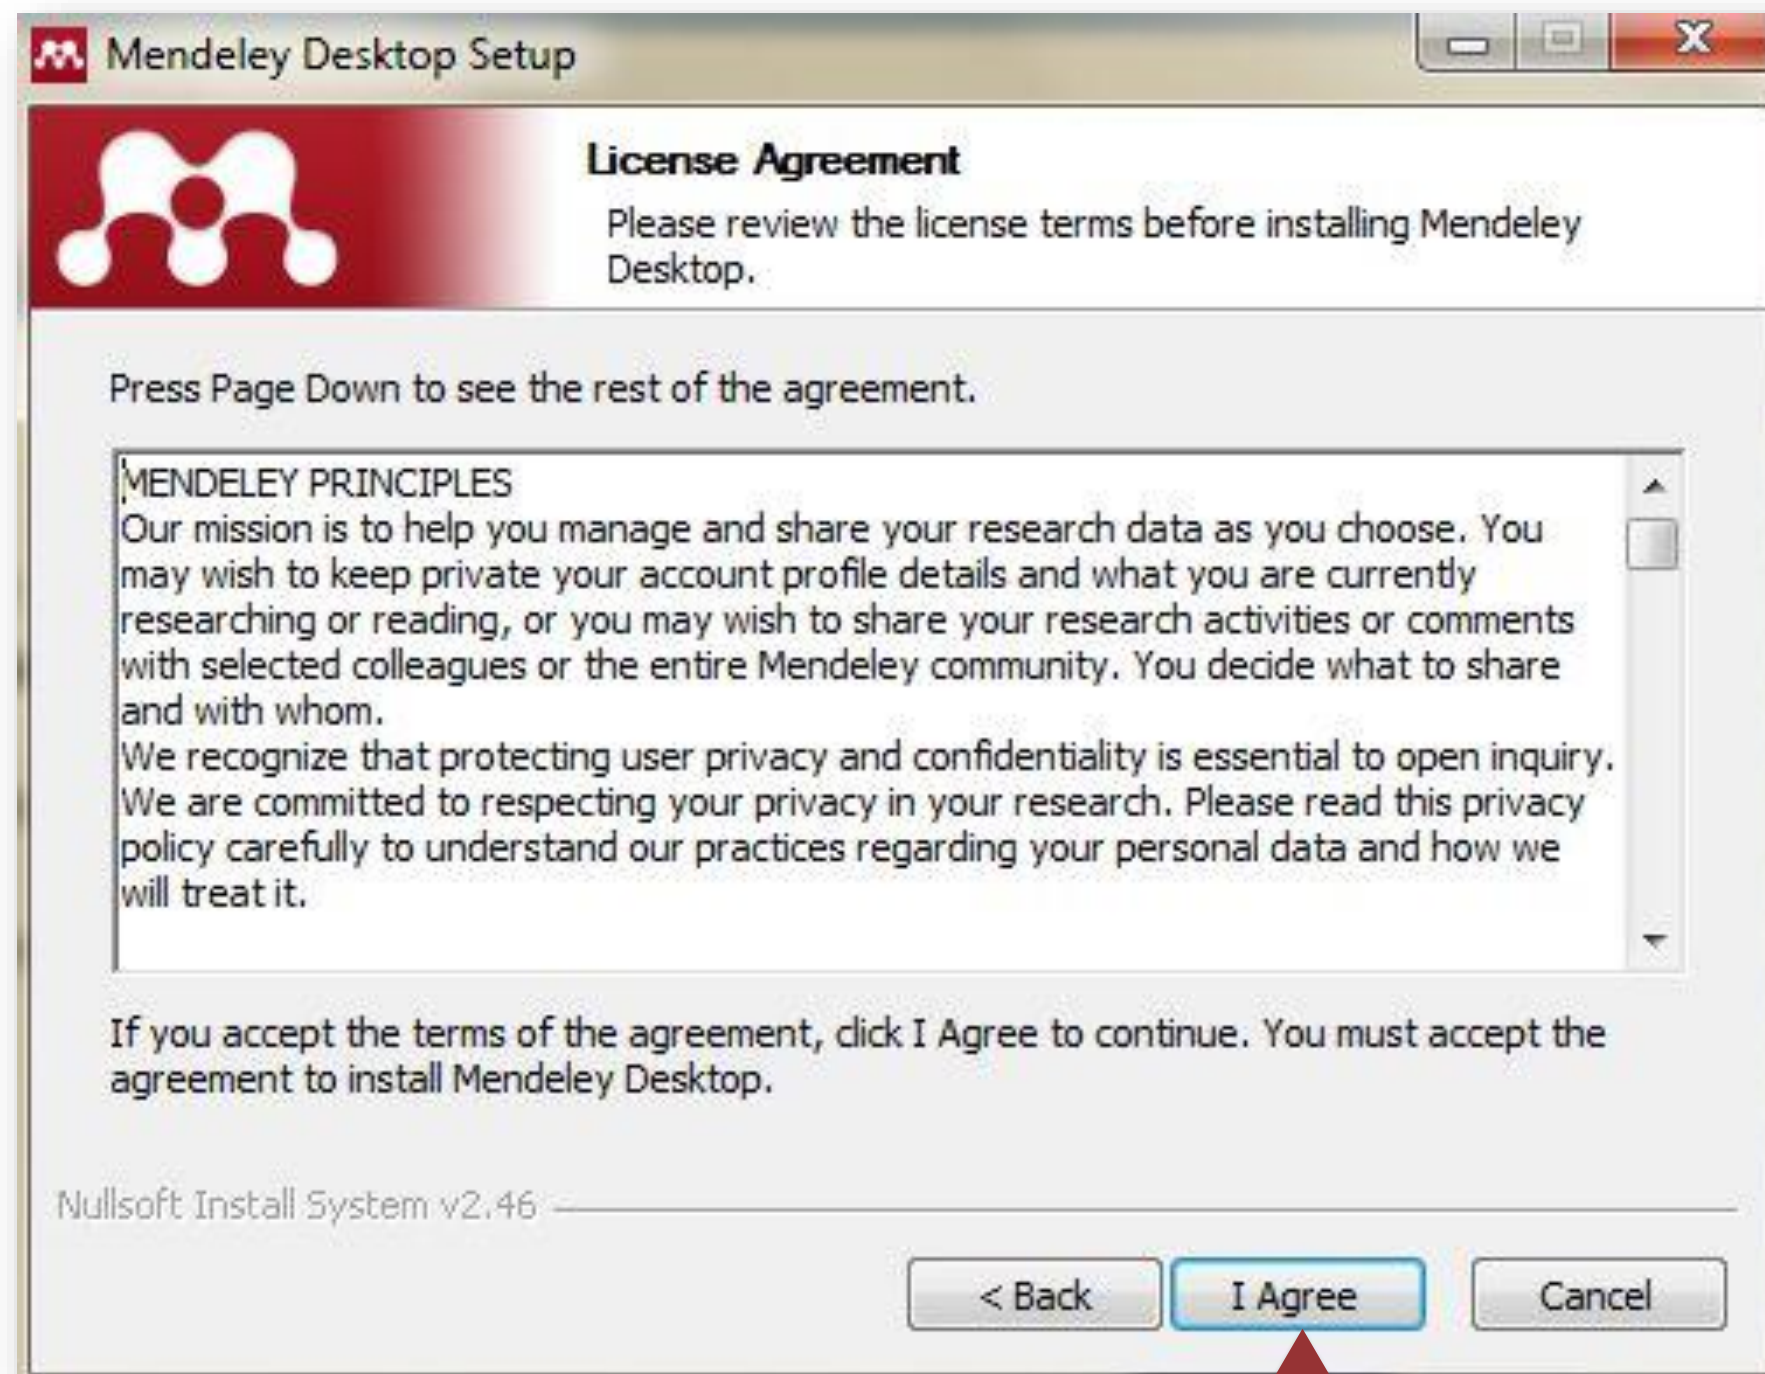 Mendeley Desktop Setup
License Agreement
Please review the license terms before installing Mendeley
Desktop.
Press Page Down to see the rest of the agreement.
MENDELEY PRINCIPLES
Our mission is to help you manage and share your research data as you choose. You
may wish to keep private your account profile details and what you are currently
researching or reading, or you may wish to share your research activities or comments
with selected colleagues or the entire Mendeley community. You decide what to share
and with whom.
We recognize that protecting user privacy and confidentiality is essential to open inquiry.
We are committed to respecting your privacy in your research. Please read this privacy
policy carefully to understand our practices regarding your personal data and how we
will treat it.
If you accept the terms of the agreement, click I Agree to continue. You must accept the
agreement to install Mendeley Desktop.
Nullsoft Install System v2.46
< Back I Agree Cancel